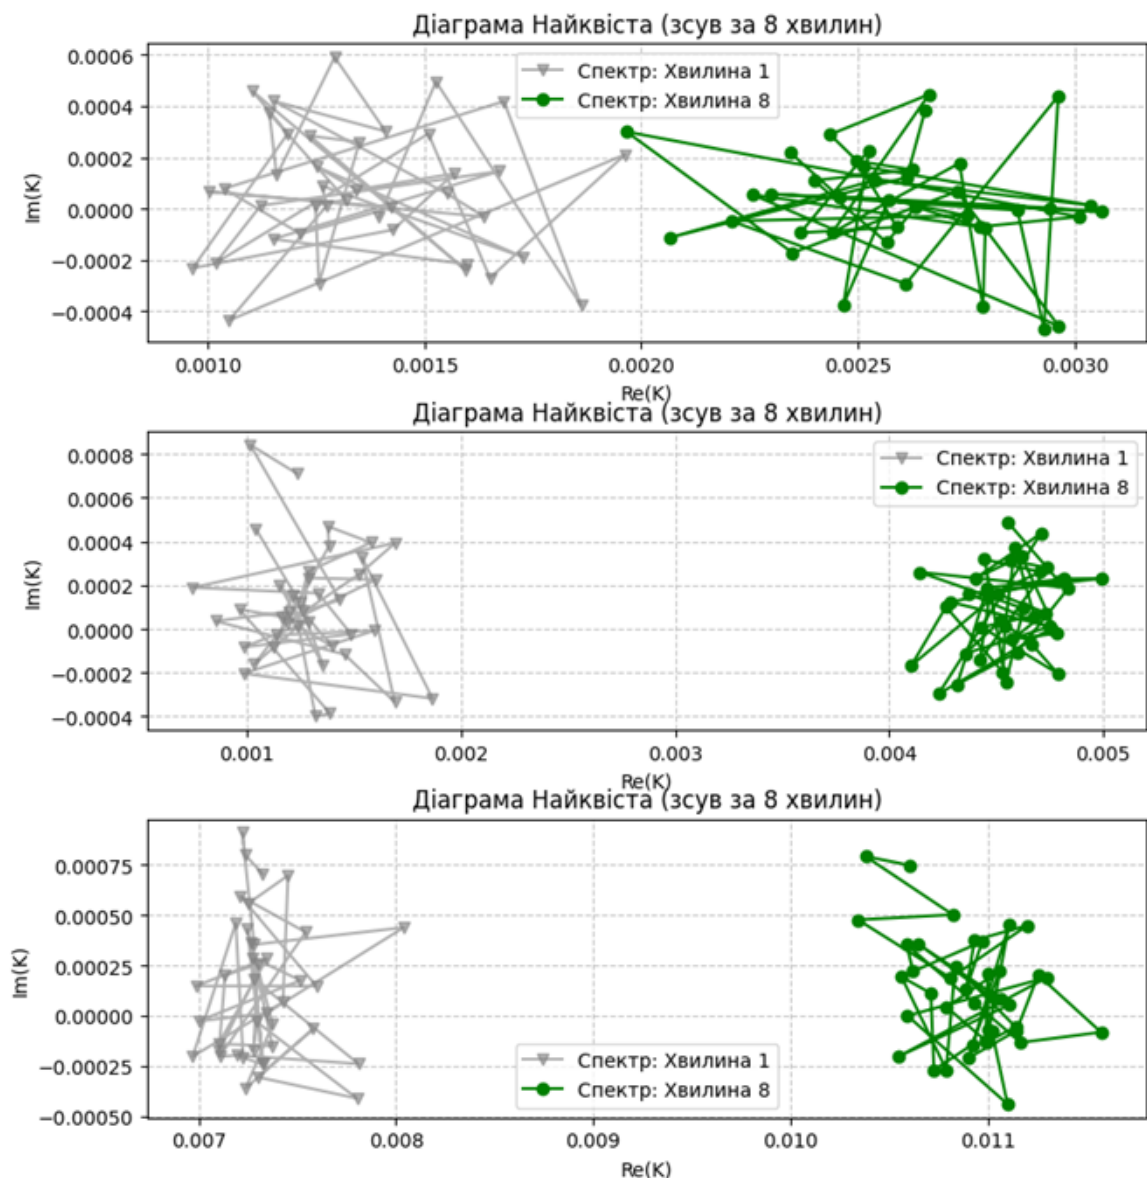 Діаграма Найквіста (зсув за 8 хвилин)
0.0006
0.0004
0.0002
0.0000
−0.0002
−0.0004
Im(K)
Спектр: Хвилина 1
Спектр: Хвилина 8
0.0010 0.0015 0.0020 0.0025 0.0030
Re(K)
Діаграма Найквіста (зсув за 8 хвилин)
0.0008
0.0006
0.0004
0.0002
0.0000
−0.0002
−0.0004
Im(K)
Спектр: Хвилина 1
Спектр: Хвилина 8
0.001 0.002 0.003 0.004 0.005
Re(K)
Діаграма Найквіста (зсув за 8 хвилин)
0.00075
0.00050
0.00025
0.00000
−0.00025
−0.00050
Im(K)
Спектр: Хвилина 1
Спектр: Хвилина 8
0.007 0.008 0.009 0.010 0.011
Re(K)